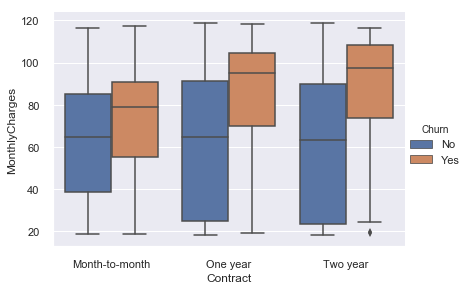 120
100
80
60
40
20
MonthlyCharges
Month-to-month
One year
Two year
Contract
Churn
No
Yes